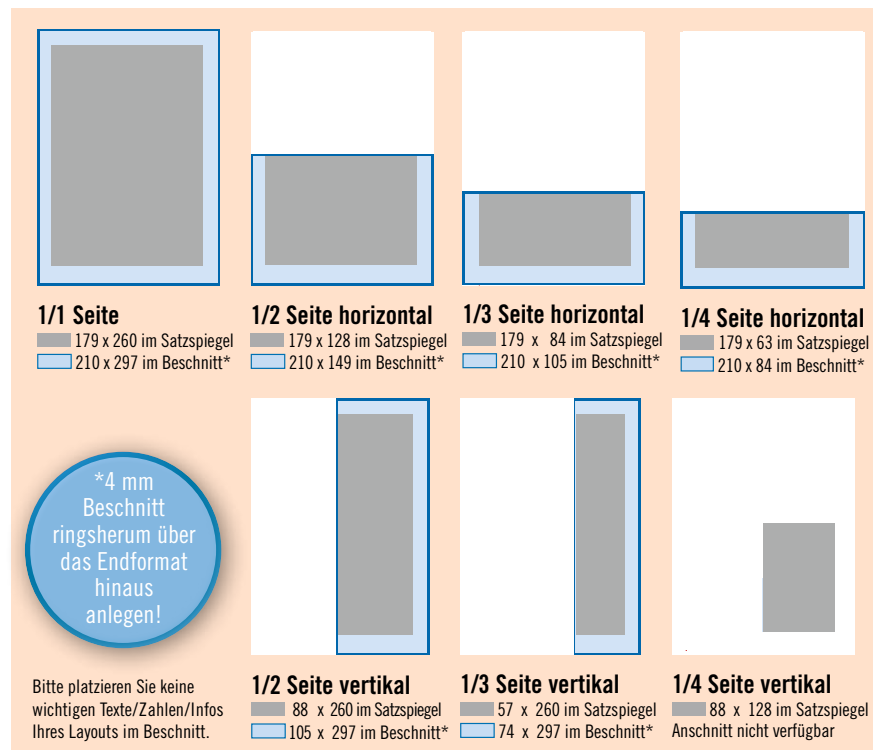 1/1 Seite
179 x 260 im Satzspiegel
210 x 297 im Beschnitt*
1/2 Seite horizontal
179 x 128 im Satzspiegel
210 x 149 im Beschnitt*
1/3 Seite horizontal
179 x 84 im Satzspiegel
210 x 105 im Beschnitt*
1/4 Seite horizontal
179 x 63 im Satzspiegel
210 x 84 im Beschnitt*
*4 mm
Beschnitt
ringsherum über
das Endformat
hinaus
anlegen!
Bitte platzieren Sie keine
wichtigen Texte/Zahlen/Infos
Ihres Layouts im Beschnitt.
1/2 Seite vertikal
88 x 260 im Satzspiegel
105 x 297 im Beschnitt*
1/3 Seite vertikal
57 x 260 im Satzspiegel
74 x 297 im Beschnitt*
1/4 Seite vertikal
88 x 128 im Satzspiegel
Anschnitt nicht verfügbar